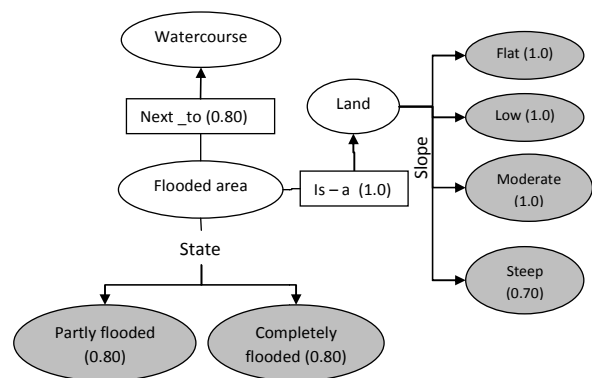 Watercourse
Flat (1.0)
Next _to (0.80)
Land
Low (1.0)
Slope
Flooded area
Is – a (1.0)
Moderate
(1.0)
State
Steep
(0.70)
Partly flooded
(0.80)
Completely
flooded (0.80)